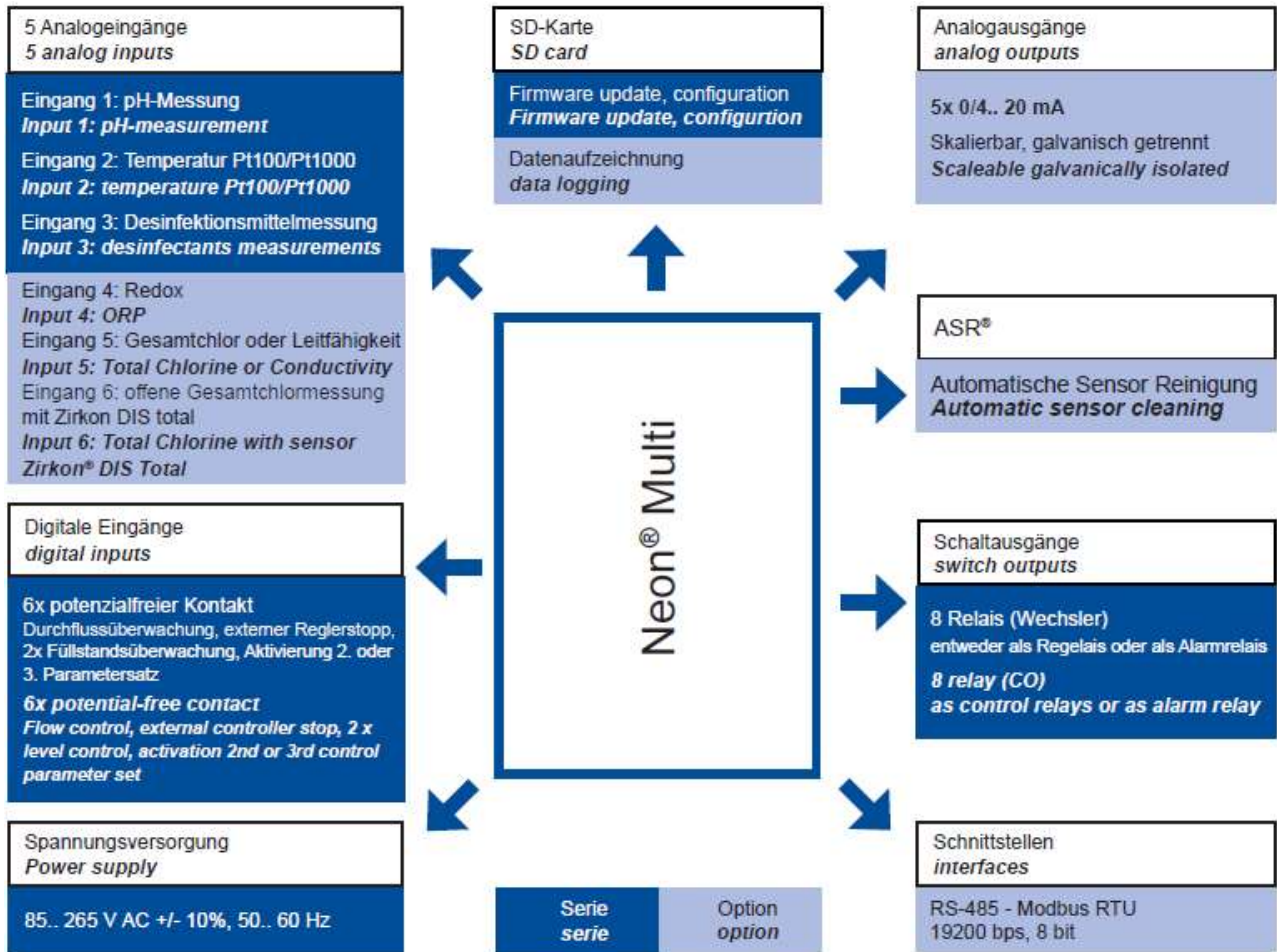 5 Analogeingänge
5 analog inputs
Eingang 1: pH-Messung
Input 1: pH-measurement
Eingang 2: Temperatur Pt100/Pt1000
Input 2: temperature Pt100/Pt1000
Eingang 3: Desinfektionsmittelmessung
Input 3: desinfectants measurements
Eingang 4: Redox
Input 4: ORP
Eingang 5: Gesamtchlor oder Leitfähigkeit
Input 5: Total Chlorine or Conductivity
Eingang 6: offene Gesamtchlormessung
mit Zirkon DIS total
Input 6: Total Chlorine with sensor
Zirkon® DIS Total
Digitale Eingänge
digital inputs
6x potenzialfreier Kontakt
Durchflussüberwachung, externer Reglerstopp,
2x Füllstandsüberwachung, Aktivierung 2. oder
3. Parametersatz
6x potential-free contact
Flow control, external controller stop, 2 x
level control, activation 2nd or 3rd control
parameter set
Spannungsversorgung
Power supply
85.. 265 V AC +/- 10%, 50.. 60 Hz
SD-Karte
SD card
Firmware update, configuration
Firmware update, configurtion
Datenaufzeichnung
data logging
Neon® Multi
Serie
serie
Option
option
Analogausgänge
analog outputs
5x 0/4.. 20 mA
Skalierbar, galvanisch getrennt
Scaleable galvanically isolated
ASR®
Automatische Sensor Reinigung
Automatic sensor cleaning
Schaltausgänge
switch outputs
8 Relais (Wechsler)
entweder als Regelais oder als Alarmrelais
8 relay (CO)
as control relays or as alarm relay
Schnittstellen
interfaces
RS-485 - Modbus RTU
19200 bps, 8 bit